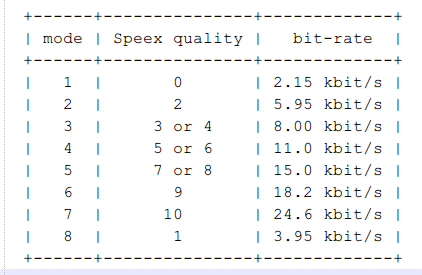 +------+---------------+-------------+
| mode | Speex quality |   bit-rate  |
+------+---------------+-------------+
|   1  |       0       | 2.15 kbit/s |
|   2  |       2       | 5.95 kbit/s |
|   3  |     3 or 4    | 8.00 kbit/s |
|   4  |     5 or 6    | 11.0 kbit/s |
|   5  |     7 or 8    | 15.0 kbit/s |
|   6  |       9       | 18.2 kbit/s |
|   7  |      10       | 24.6 kbit/s |
|   8  |       1       | 3.95 kbit/s |
+------+---------------+-------------+